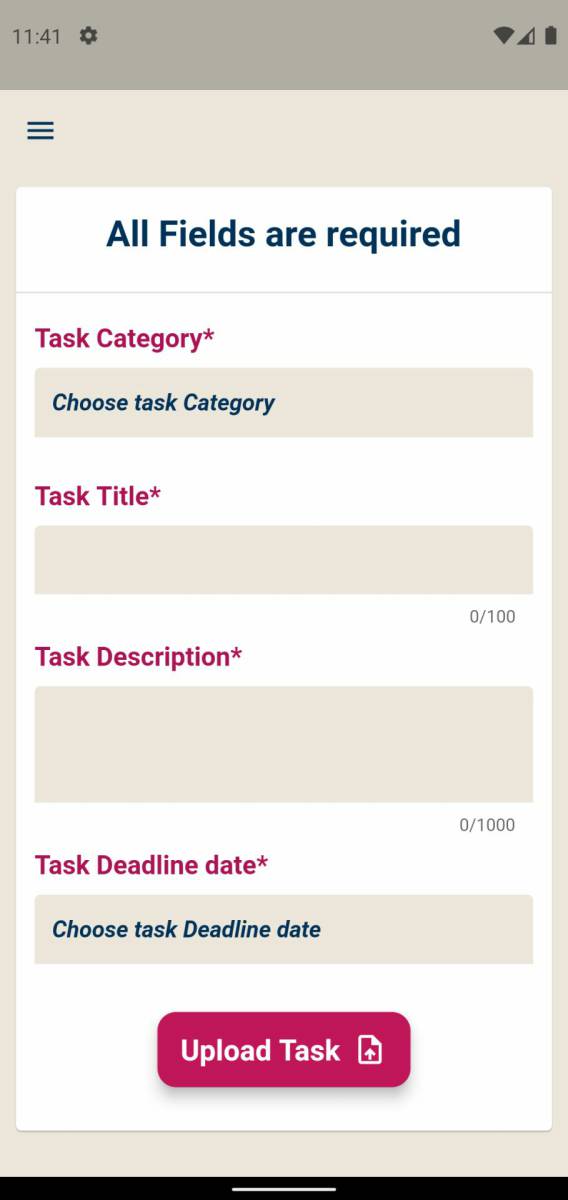 11:41
All Fields are required
Task Category*
Choose task Category
Task Title*
0/100
Task Description*
0/1000
Task Deadline date*
Choose task Deadline date
Upload Task